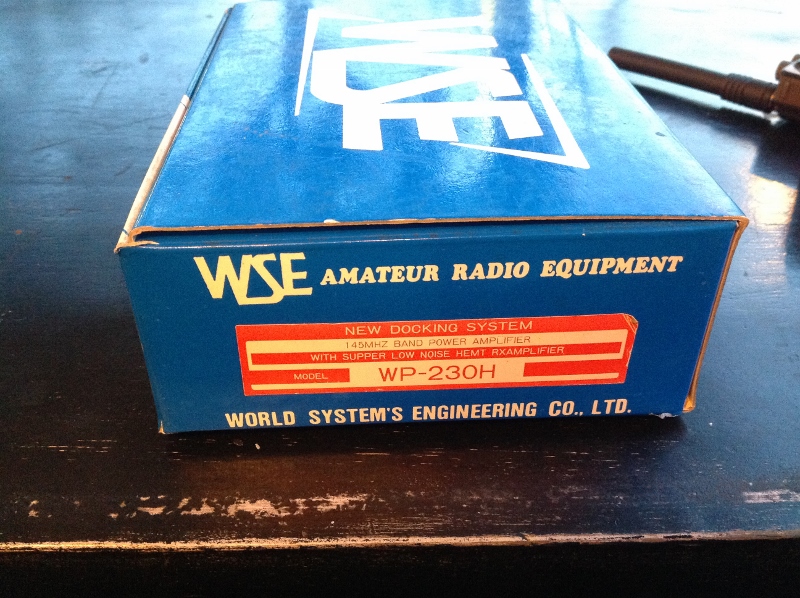 WSE
WSE AMATEUR RADIO EQUIPMENT
NEW DOCKING SYSTEM
145MHZ BAND POWER AMPLIFIER
WITH SUPPER LOW NOISE HEMT RXAMPLIFIER
MODEL WP-230H
WORLD SYSTEM'S ENGINEERING CO., LTD.